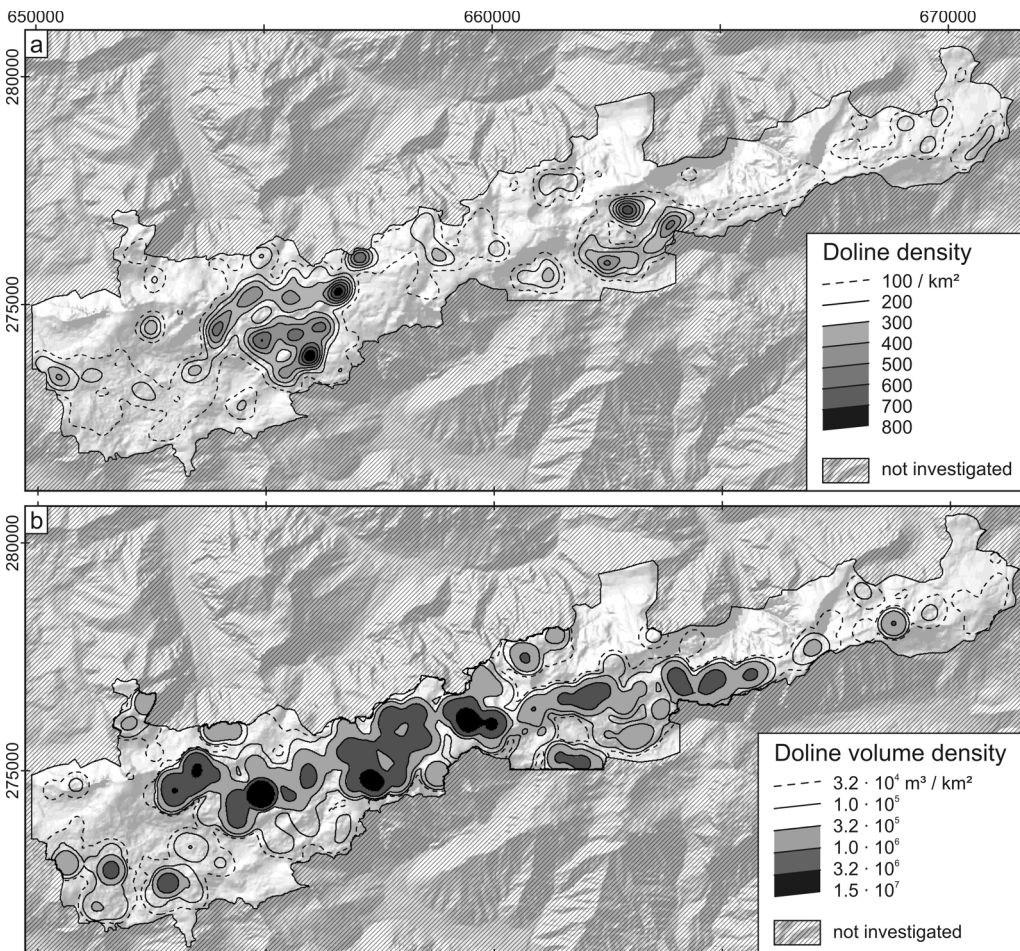 650000 660000 670000
a
280000
275000
Doline density
100 / km²
200
300
400
500
600
700
800
not investigated
b
280000
275000
Doline volume density
3.2 · 10⁴ m³ / km²
1.0 · 10⁵
3.2 · 10⁵
1.0 · 10⁶
3.2 · 10⁶
1.5 · 10⁷
not investigated